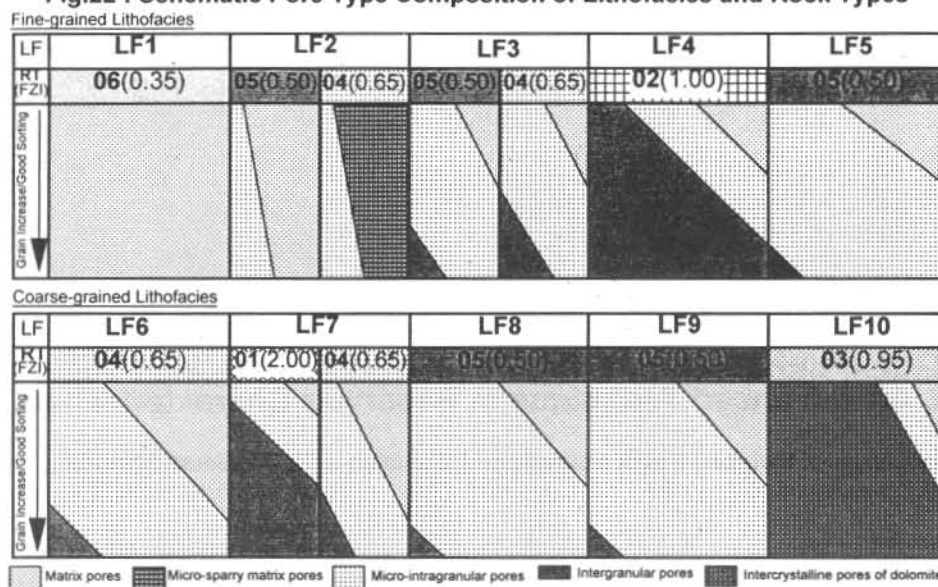 Fig.22 : Schematic Pore Type Composition of Lithofacies and Rock Types
Fine-grained Lithofacies
LF LF1 LF2 LF3 LF4 LF5
RT (FZI) 06(0.35) 05(0.50) 04(0.65) 05(0.50) 04(0.65) 02(1.00) 05(0.50)
Grain Increase/Good Sorting
Coarse-grained Lithofacies
LF LF6 LF7 LF8 LF9 LF10
RT (FZI) 04(0.65) 01(2.00) 04(0.65) 05(0.50) 05(0.50) 03(0.95)
Grain Increase/Good Sorting
Matrix pores Micro-sparry matrix pores Micro-intragranular pores Intergranular pores Intercrystalline pores of dolomite